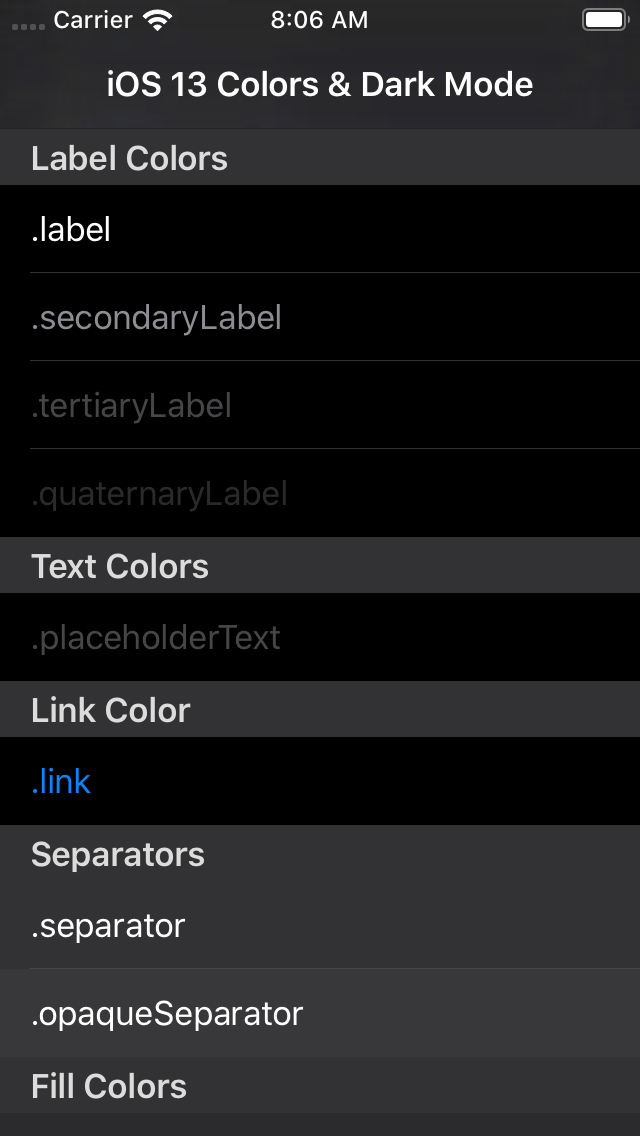 Carrier 8:06 AM
iOS 13 Colors & Dark Mode
Label Colors
.label
.secondaryLabel
.tertiaryLabel
.quaternaryLabel
Text Colors
.placeholderText
Link Color
.link
Separators
.separator
.opaqueSeparator
Fill Colors